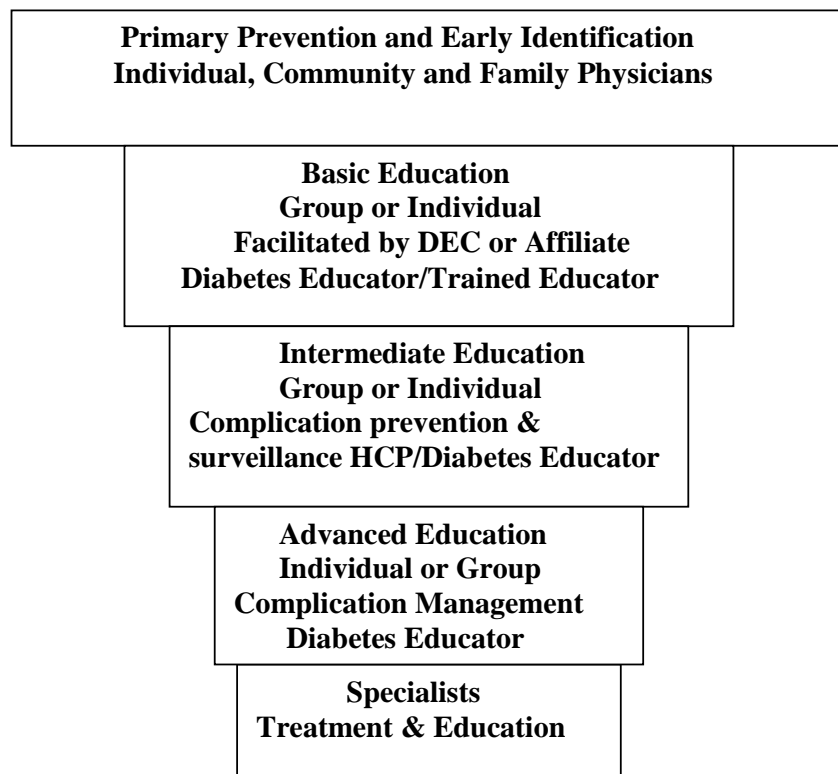 Primary Prevention and Early Identification
Individual, Community and Family Physicians
Basic Education
Group or Individual
Facilitated by DEC or Affiliate
Diabetes Educator/Trained Educator
Intermediate Education
Group or Individual
Complication prevention &
surveillance HCP/Diabetes Educator
Advanced Education
Individual or Group
Complication Management
Diabetes Educator
Specialists
Treatment & Education